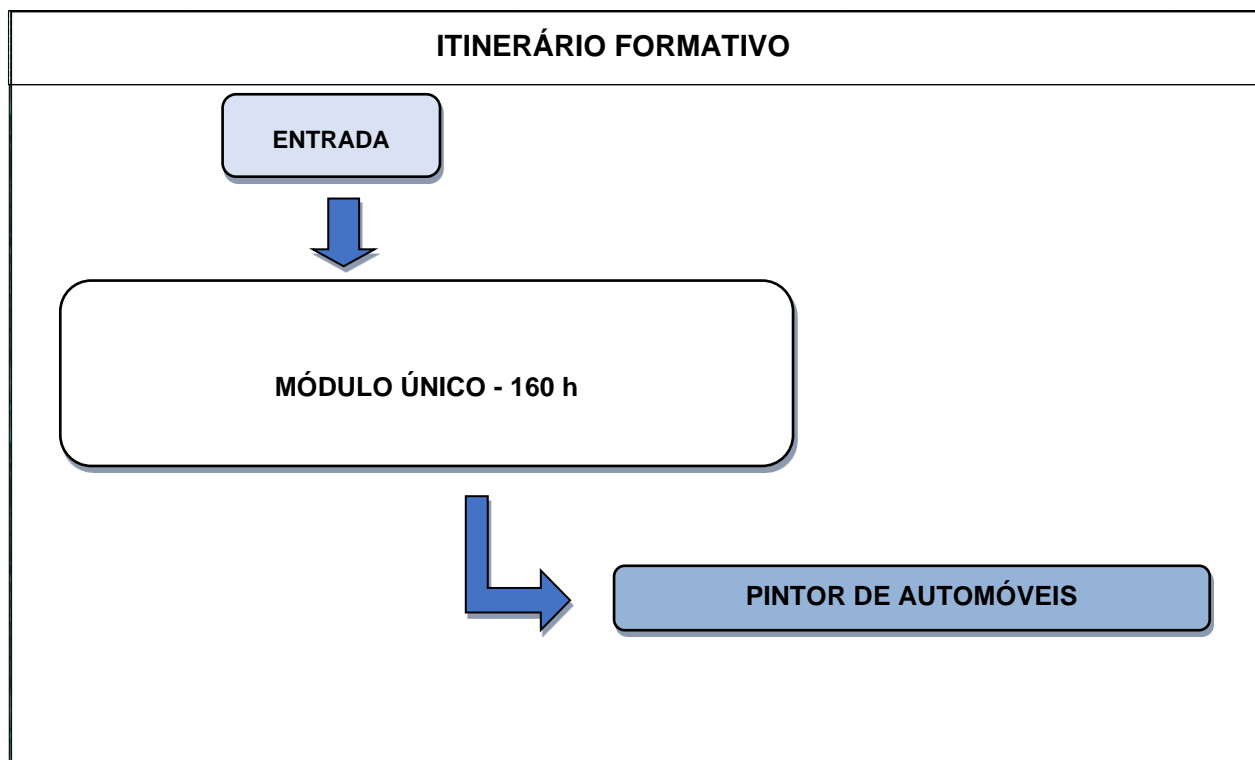 ITINERÁRIO FORMATIVO
ENTRADA
MÓDULO ÚNICO - 160 h
PINTOR DE AUTOMÓVEIS